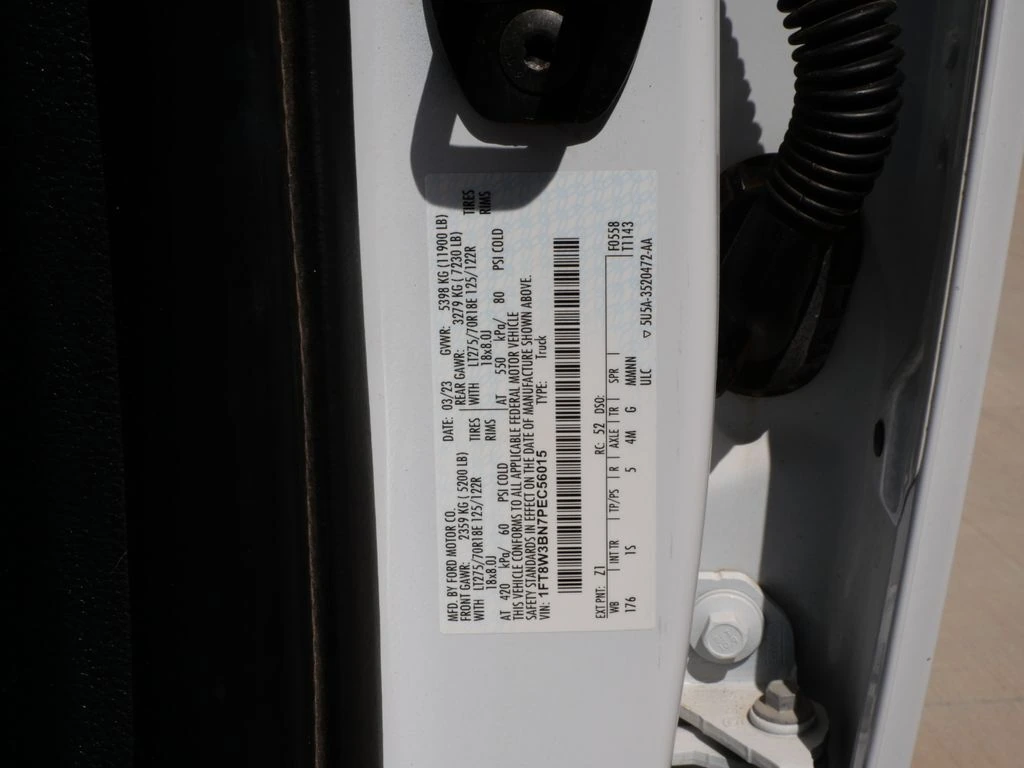 MFD. BY FORD MOTOR CO. DATE: 03/23 GVWR: 5398 KG (11900 LB)
FRONT GAWR: 2359 KG ( 5200 LB) REAR GAWR: 3279 KG ( 7230 LB)
WITH LT275/70R18E 125/122R TIRES WITH LT275/70R18E 125/122R TIRES
18x8.0J RIMS 18x8.0J RIMS
AT 420 kPa/ 60 PSI COLD AT 550 kPa/ 80 PSI COLD
THIS VEHICLE CONFORMS TO ALL APPLICABLE FEDERAL MOTOR VEHICLE
SAFETY STANDARDS IN EFFECT ON THE DATE OF MANUFACTURE SHOWN ABOVE.
VIN: 1FT8W3BN7PEC56015 TYPE: Truck
EXT PNT: Z1 RC: 52 DSO: F0558
WB INT TR TP/PS R AXLE TR SPR T1143
176 1S 5 4M G MMNN
ULC ▽ 5U5A-3520472-AA